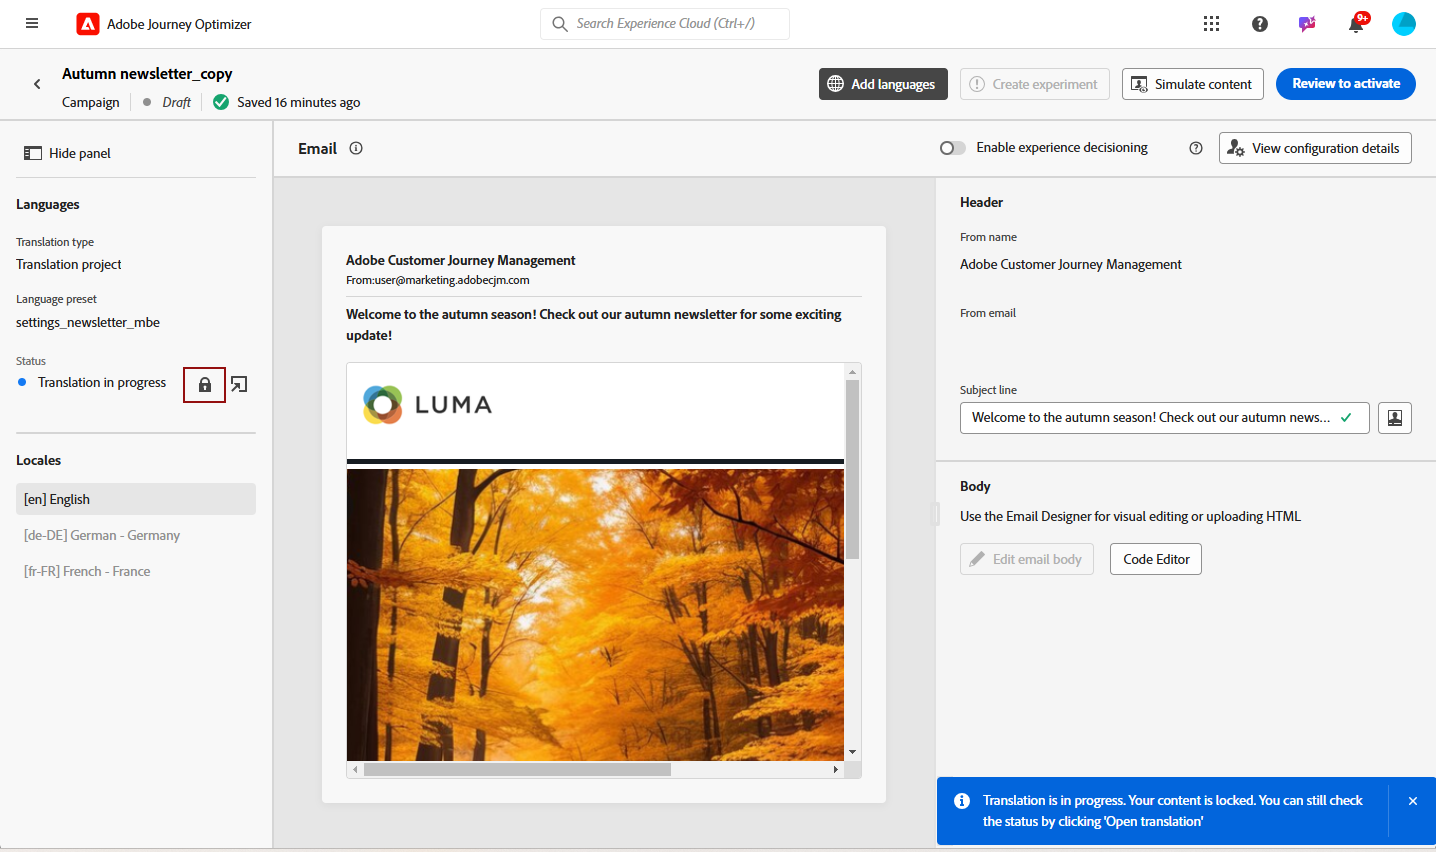 Adobe Journey Optimizer
Search Experience Cloud (Ctrl+/)
9+
Autumn newsletter_copy
Campaign
Draft
Saved 16 minutes ago
Add languages
Create experiment
Simulate content
Review to activate
Hide panel
Email
Enable experience decisioning
View configuration details
Languages
Translation type
Translation project
Language preset
settings_newsletter_mbe
Status
Translation in progress
Locales
[en] English
[de-DE] German - Germany
[fr-FR] French - France
Adobe Customer Journey Management
From:user@marketing.adobecjm.com
Welcome to the autumn season! Check out our autumn newsletter for some exciting
update!
LUMA
Header
From name
Adobe Customer Journey Management
From email
Subject line
Welcome to the autumn season! Check out our autumn news...
Body
Use the Email Designer for visual editing or uploading HTML
Edit email body
Code Editor
Translation is in progress. Your content is locked. You can still check
the status by clicking 'Open translation'